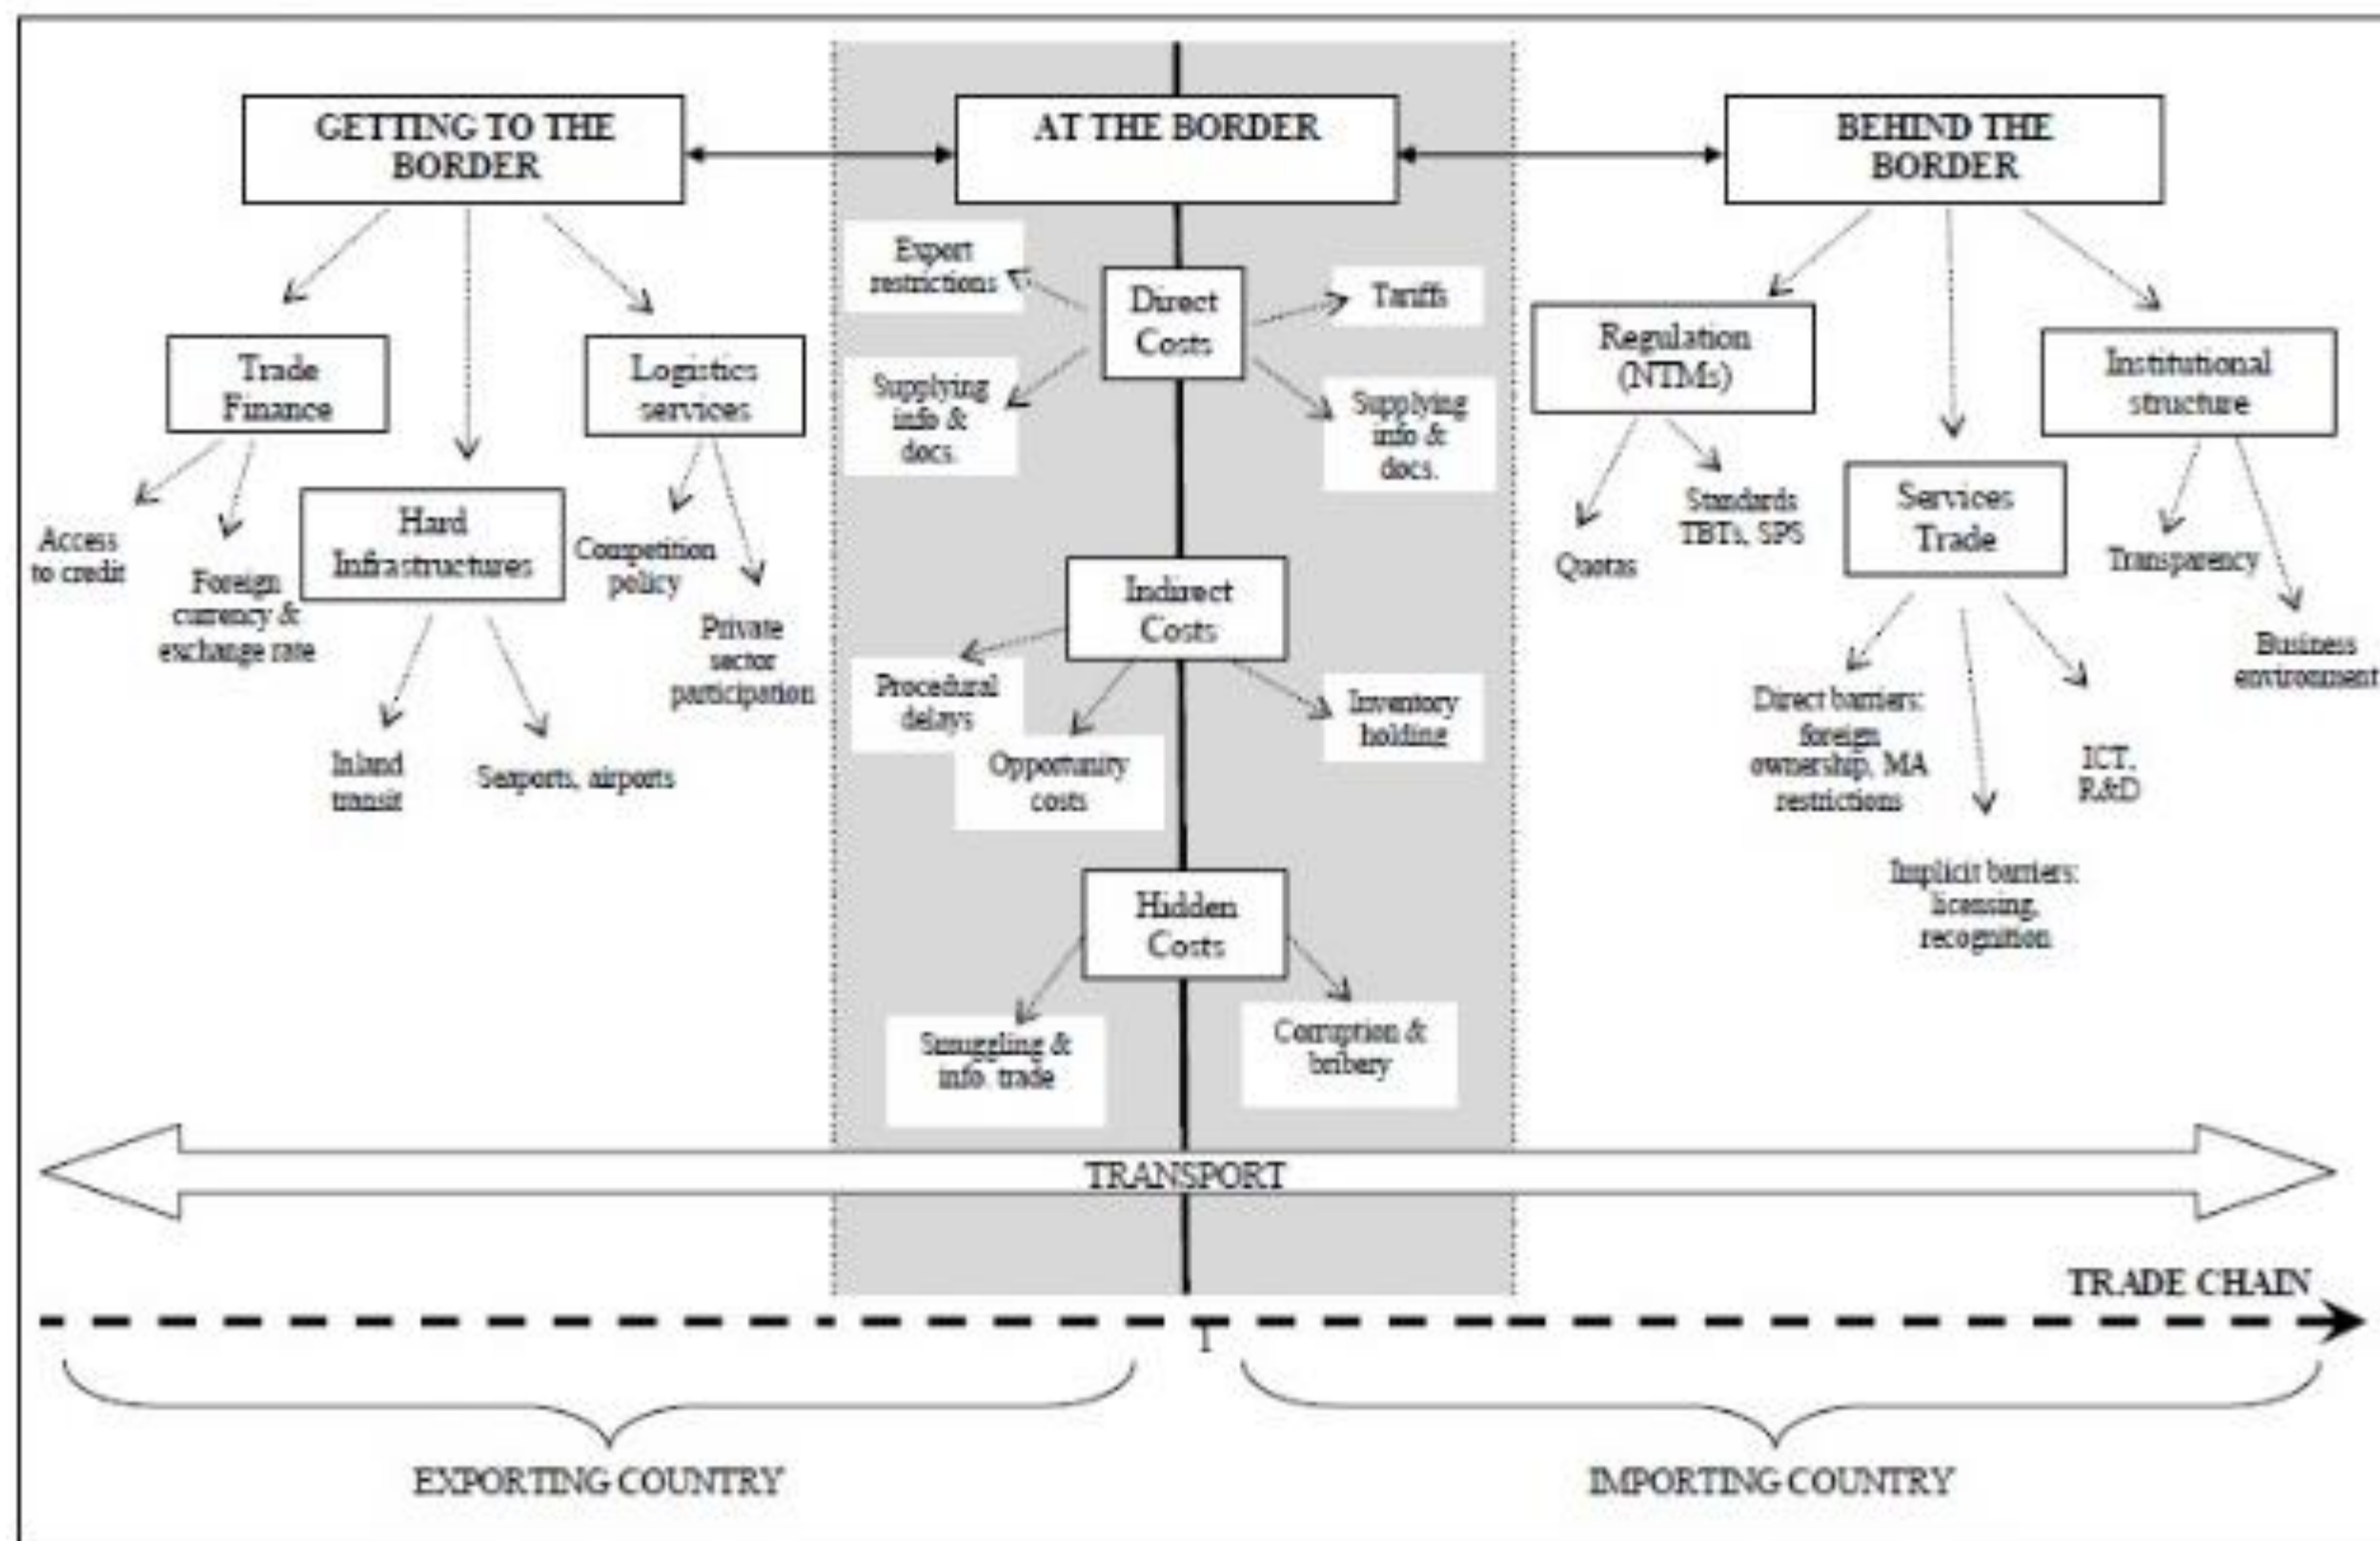 GETTING TO THE
BORDER
AT THE BORDER
BEHIND THE
BORDER
Trade
Finance
Logistics
services
Hard
Infrastructures
Access
to credit
Foreign
currency &
exchange rate
Competition
policy
Private
sector
participation
Inland
transit
Seaports, airports
Export
restrictions
Direct
Costs
Tariffs
Supplying
info &
docs.
Supplying
info &
docs.
Indirect
Costs
Procedural
delays
Opportunity
costs
Inventory
holding
Hidden
Costs
Smuggling &
info. trade
Corruption &
bribery
Regulation
(NTMs)
Institutional
structure
Services
Trade
Quotas
Standards
TBTs, SPS
Transparency
Business
environment
Direct barriers:
foreign
ownership, MA
restrictions
ICT,
R&D
Implicit barriers:
licensing,
recognition
TRANSPORT
TRADE CHAIN
EXPORTING COUNTRY
IMPORTING COUNTRY